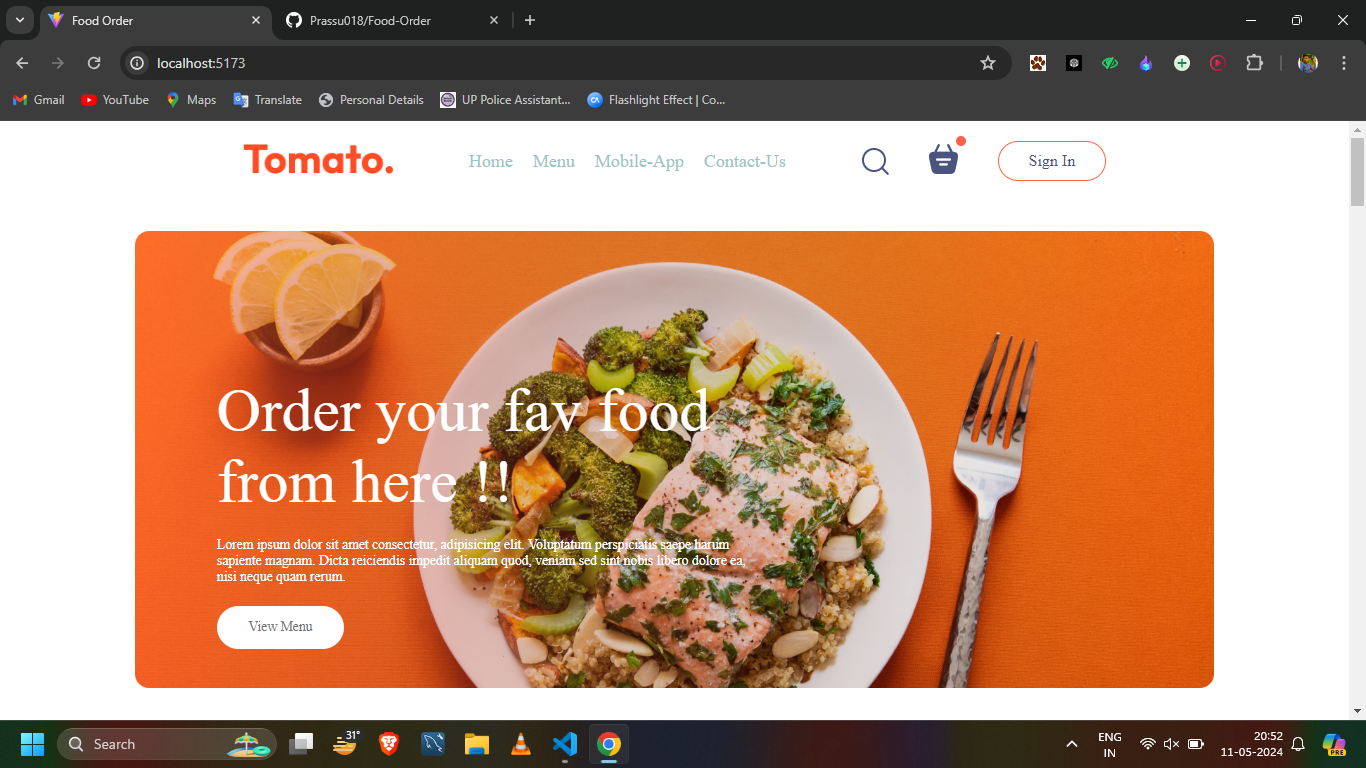 Food Order
Prassu018/Food-Order
localhost:5173
Gmail
YouTube
Maps
Translate
Personal Details
UP Police Assistant...
Flashlight Effect | Co...
Tomato.
Home
Menu
Mobile-App
Contact-Us
Sign In
Order your fav food
from here !!
Lorem ipsum dolor sit amet consectetur, adipisicing elit. Voluptatum perspiciatis saepe harum
sapiente magnam. Dicta reiciendis impedit aliquam quod, veniam sed sint nobis libero dolore ea,
nisi neque quam rerum.
View Menu
Search
31°
ENG
IN
20:52
11-05-2024
PRE